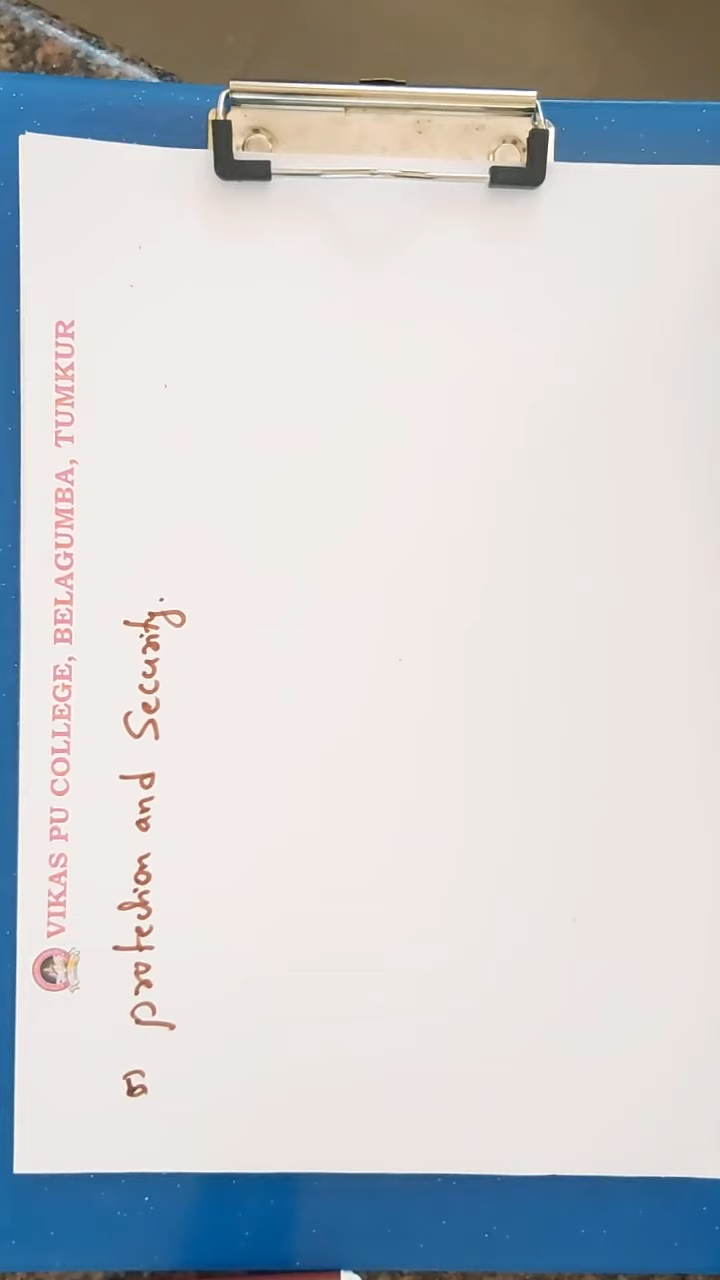 VIKAS PU COLLEGE, BELAGUMBA, TUMKUR
5) protection and Security.